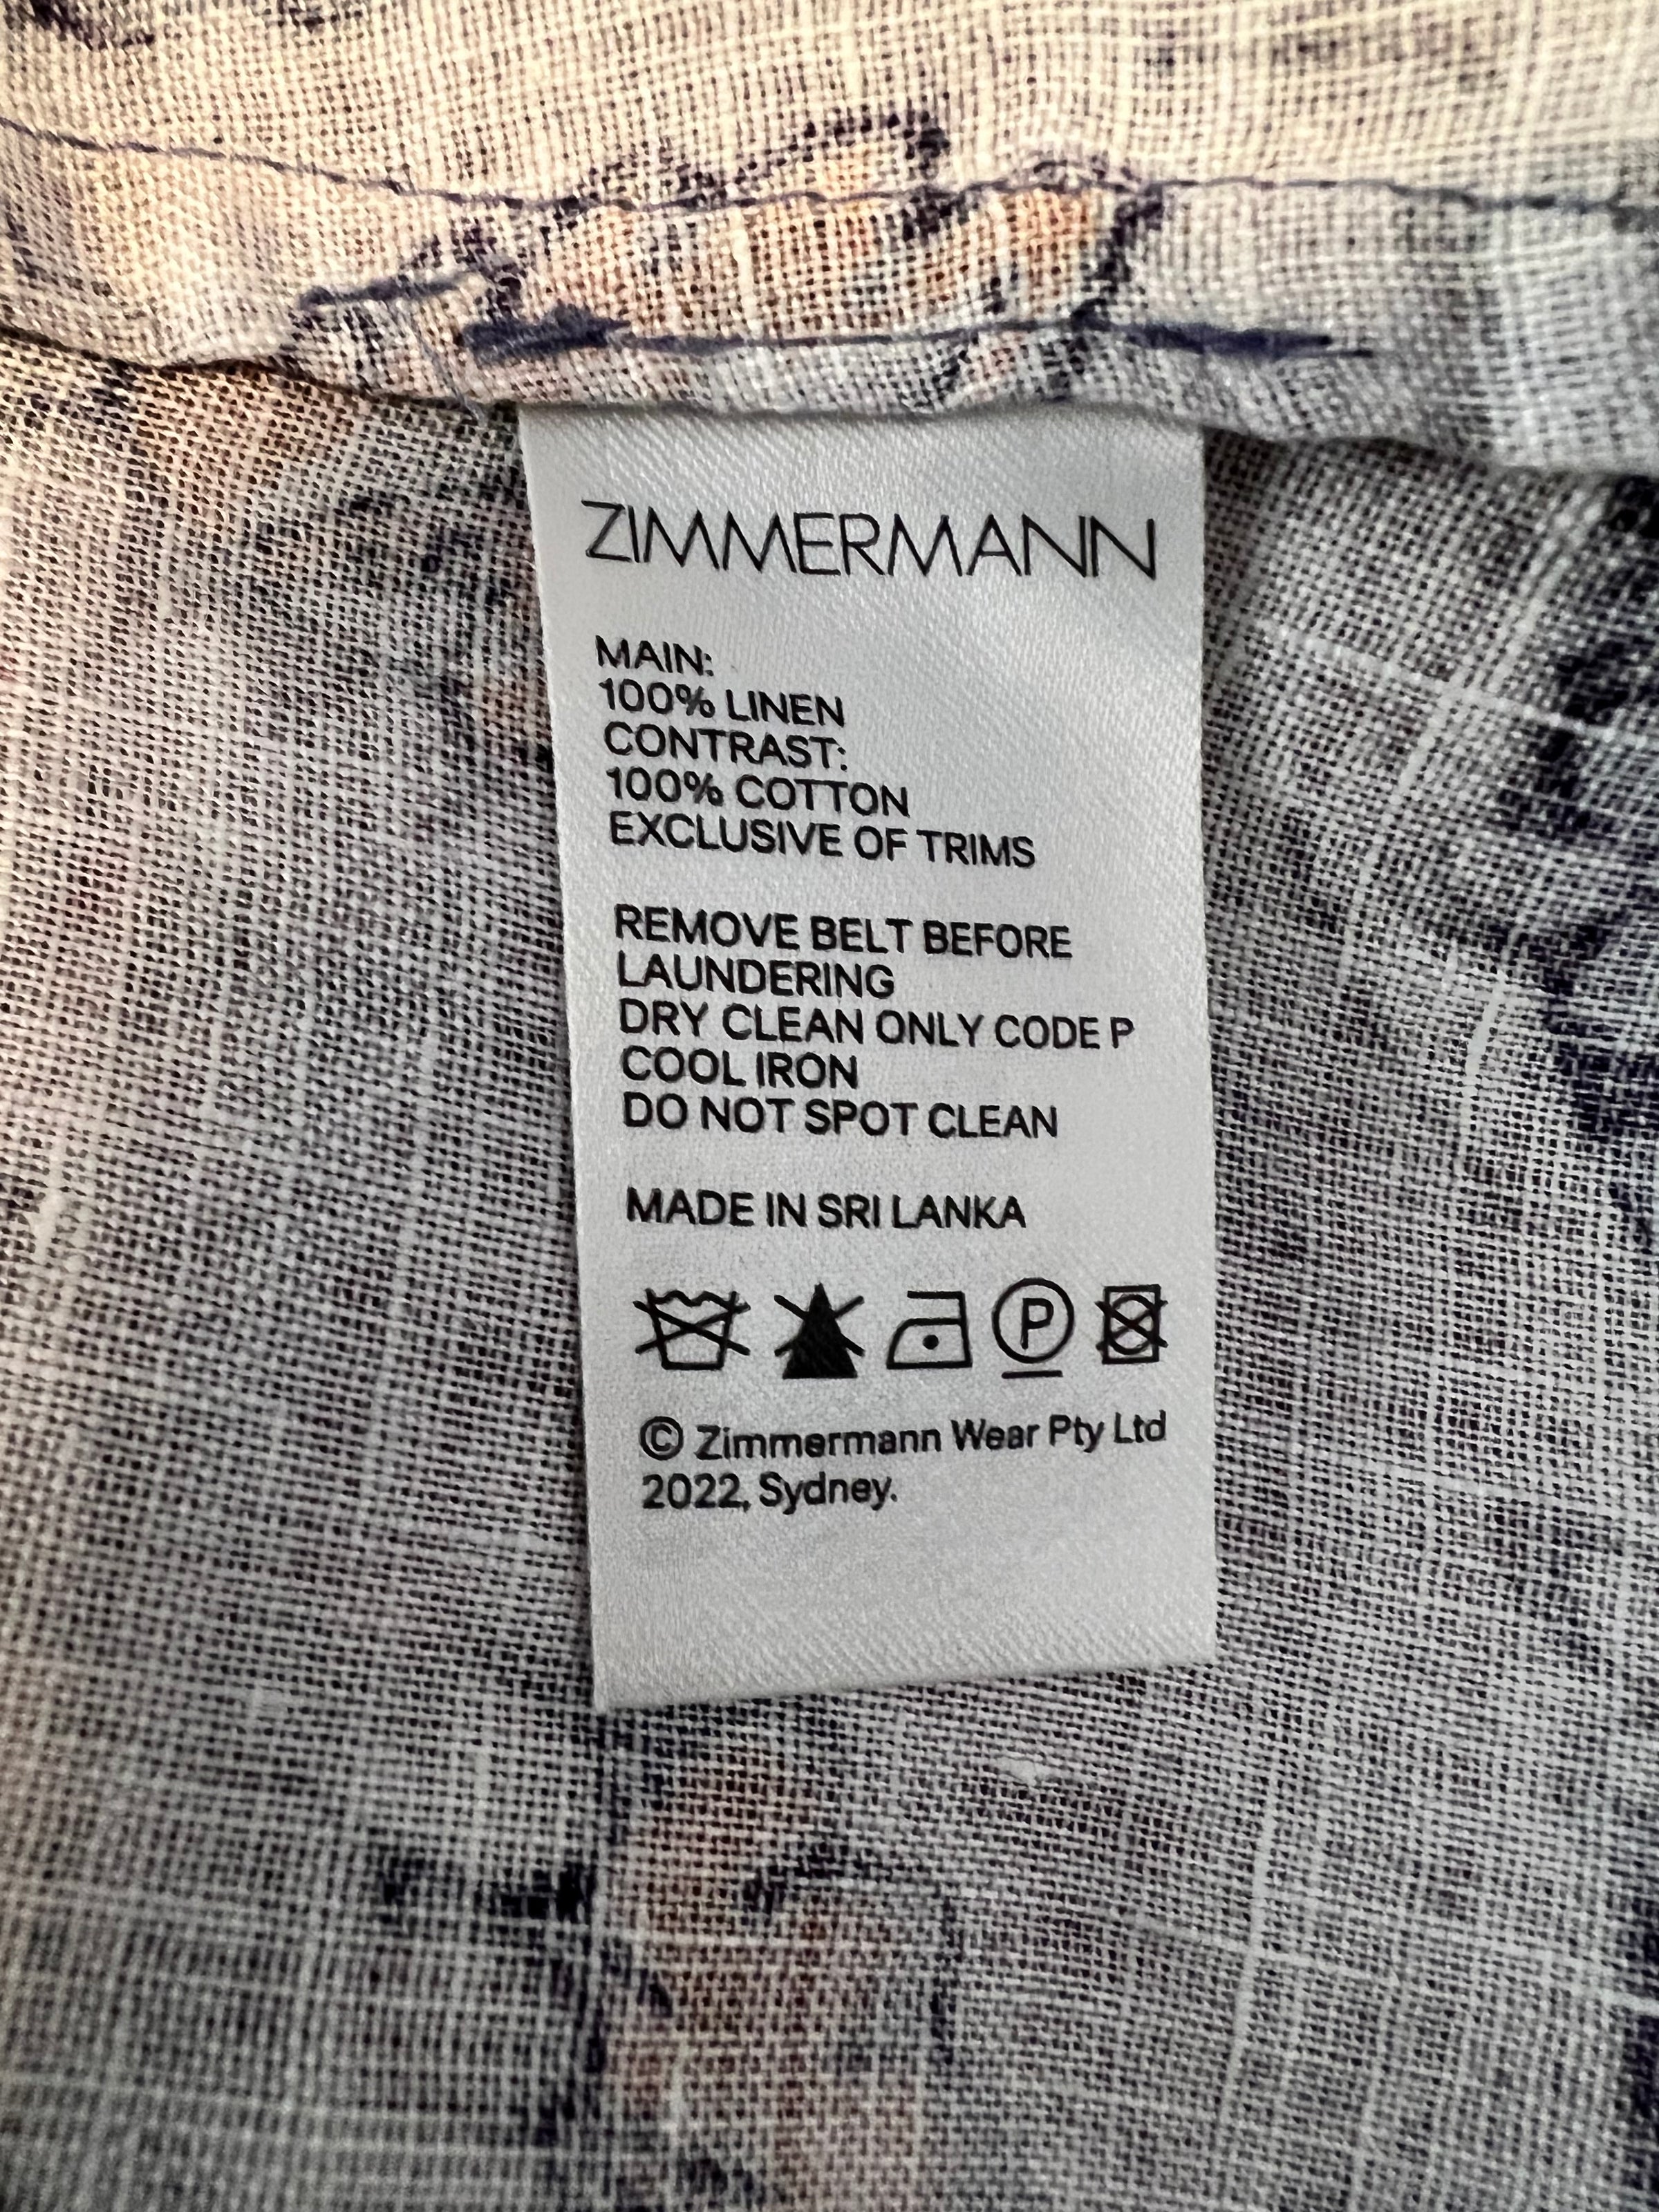 ZIMMERMANN
MAIN:
100% LINEN
CONTRAST:
100% COTTON
EXCLUSIVE OF TRIMS
REMOVE BELT BEFORE
LAUNDERING
DRY CLEAN ONLY CODE P
COOL IRON
DO NOT SPOT CLEAN
MADE IN SRI LANKA
P
© Zimmermann Wear Pty Ltd
2022, Sydney.